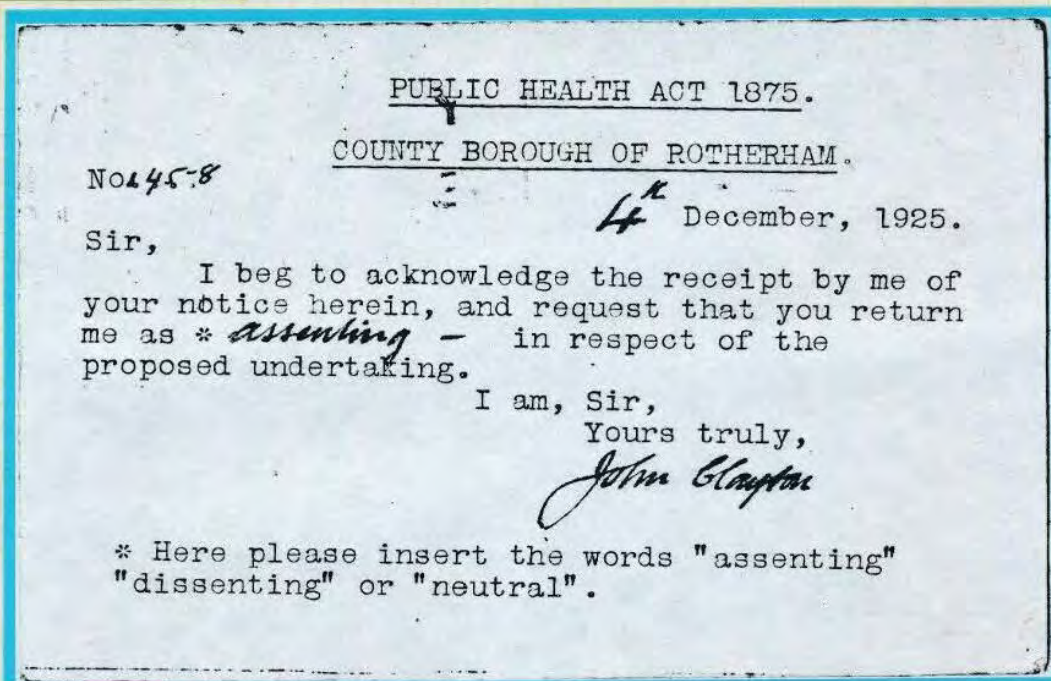 PUBLIC HEALTH ACT 1875.
COUNTY BOROUGH OF ROTHERHAM.
No. 45-8
4th December, 1925.
Sir,
I beg to acknowledge the receipt by me of
your notice herein, and request that you return
me as * assenting - in respect of the
proposed undertaking.
I am, Sir,
Yours truly,
John Clayton
* Here please insert the words "assenting"
"dissenting" or "neutral".